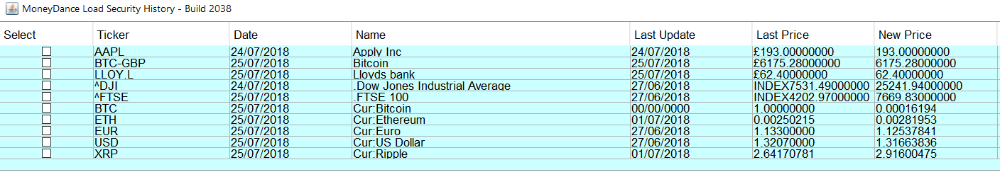 MoneyDance Load Security History - Build 2038
Select Ticker Date Name Last Update Last Price New Price
AAPL 24/07/2018 Apply Inc 24/07/2018 £193.00000000 193.00000000
BTC-GBP 25/07/2018 Bitcoin 25/07/2018 £6175.28000000 6175.28000000
LLOY.L 25/07/2018 Lloyds bank 25/07/2018 £62.40000000 62.40000000
^DJI 24/07/2018 .Dow Jones Industrial Average 27/06/2018 INDEX7531.49000000 25241.94000000
^FTSE 25/07/2018 .FTSE 100 27/06/2018 INDEX4202.97000000 7669.83000000
BTC 25/07/2018 Cur:Bitcoin 00/00/0000 1.00000000 0.00016194
ETH 25/07/2018 Cur:Ethereum 01/07/2018 0.00250215 0.00281953
EUR 25/07/2018 Cur:Euro 27/06/2018 1.13300000 1.12537841
USD 25/07/2018 Cur:US Dollar 27/06/2018 1.32070000 1.31663836
XRP 25/07/2018 Cur:Ripple 01/07/2018 2.64170781 2.91600475